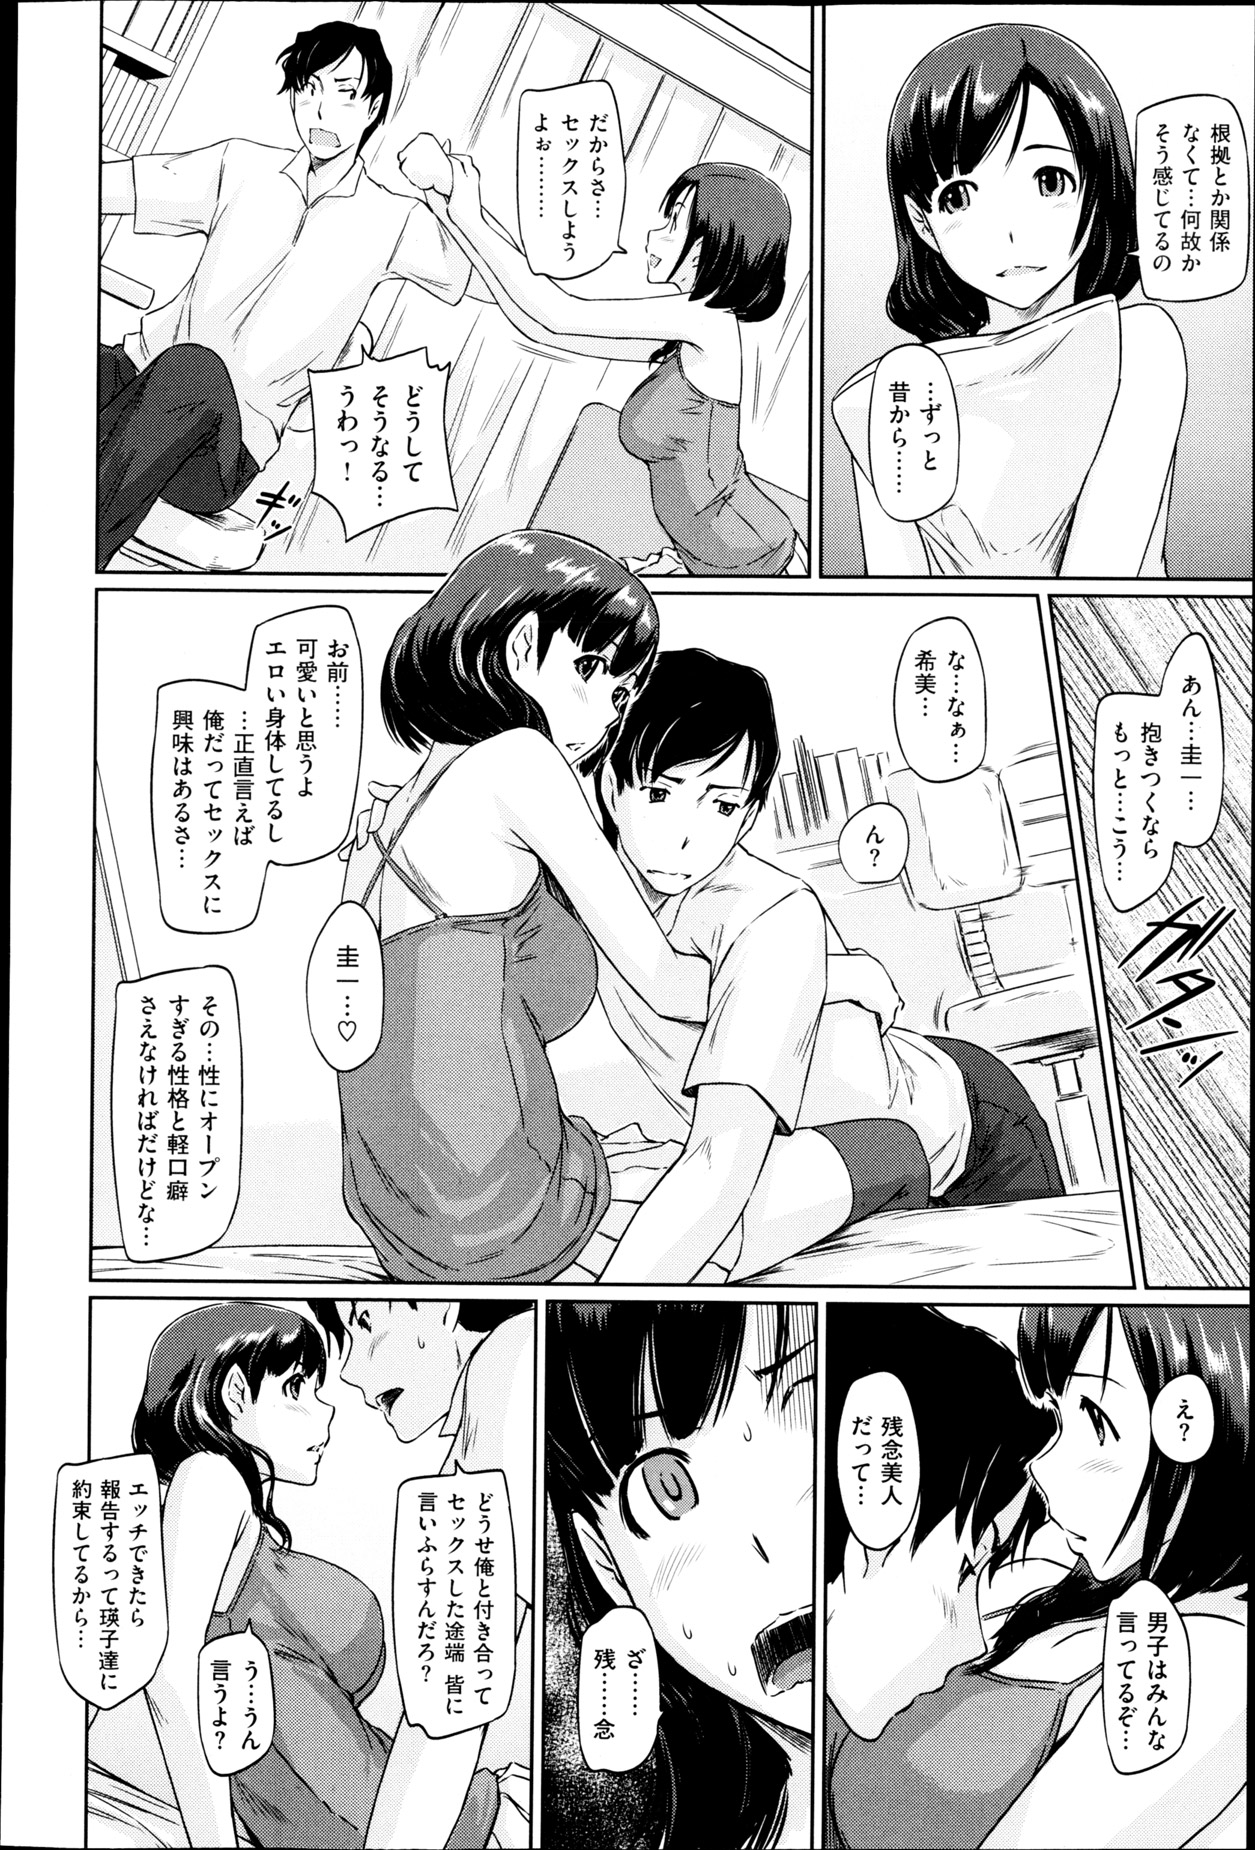 根拠とか関係
なくて…何故か
そう感じてるの
…ずっと
昔から……
だからさ…
セックスしよう
よぉ………
どうして
そうなる…
うわっ！
ギッ
あん…圭一…
抱きつくなら
もっと…こう…
ガタンッ
な…なぁ…
希美…
ん？
お前……
可愛いと思うよ
エロい身体してるし
…正直言えば
俺だってセックスに
興味はあるさ…
圭一…♡
その…性にオープン
すぎる性格と軽口癖
さえなければだけどな…
え？
残念美人
だって…
男子はみんな
言ってるぞ…
ざ……
残……念
どうせ俺と付き合って
セックスした途端 皆に
言いふらすんだろ？
う……うん
言うよ？
エッチできたら
報告するって瑛子達に
約束してるから…